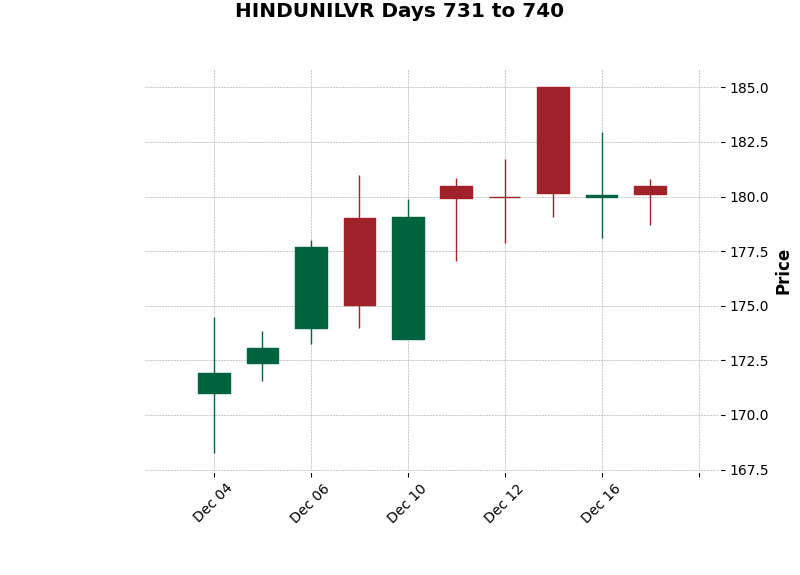 HINDUNILVR Days 731 to 740
185.0
182.5
180.0
177.5
175.0
172.5
170.0
167.5
Price
Dec 04
Dec 06
Dec 10
Dec 12
Dec 16